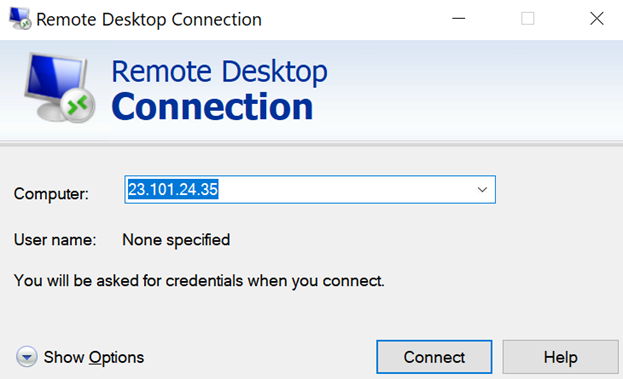 Remote Desktop Connection
Remote Desktop
Connection
Computer: 23.101.24.35
User name: None specified
You will be asked for credentials when you connect.
Show Options Connect Help